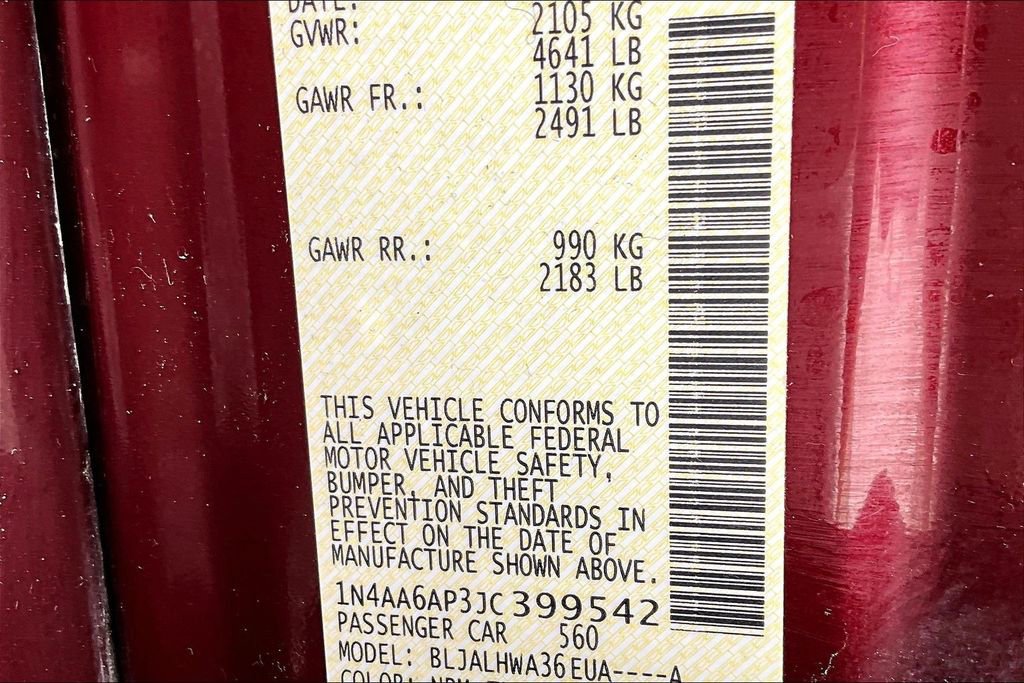 DATE:
2105 KG
GVWR:
4641 LB
1130 KG
GAWR FR.:
2491 LB
GAWR RR.: 990 KG
2183 LB
THIS VEHICLE CONFORMS TO
ALL APPLICABLE FEDERAL
MOTOR VEHICLE SAFETY,
BUMPER, AND THEFT
PREVENTION STANDARDS IN
EFFECT ON THE DATE OF
MANUFACTURE SHOWN ABOVE.
1N4AA6AP3JC399542
PASSENGER CAR 560
MODEL: BLJALHWA36EUA----A
COLOR: